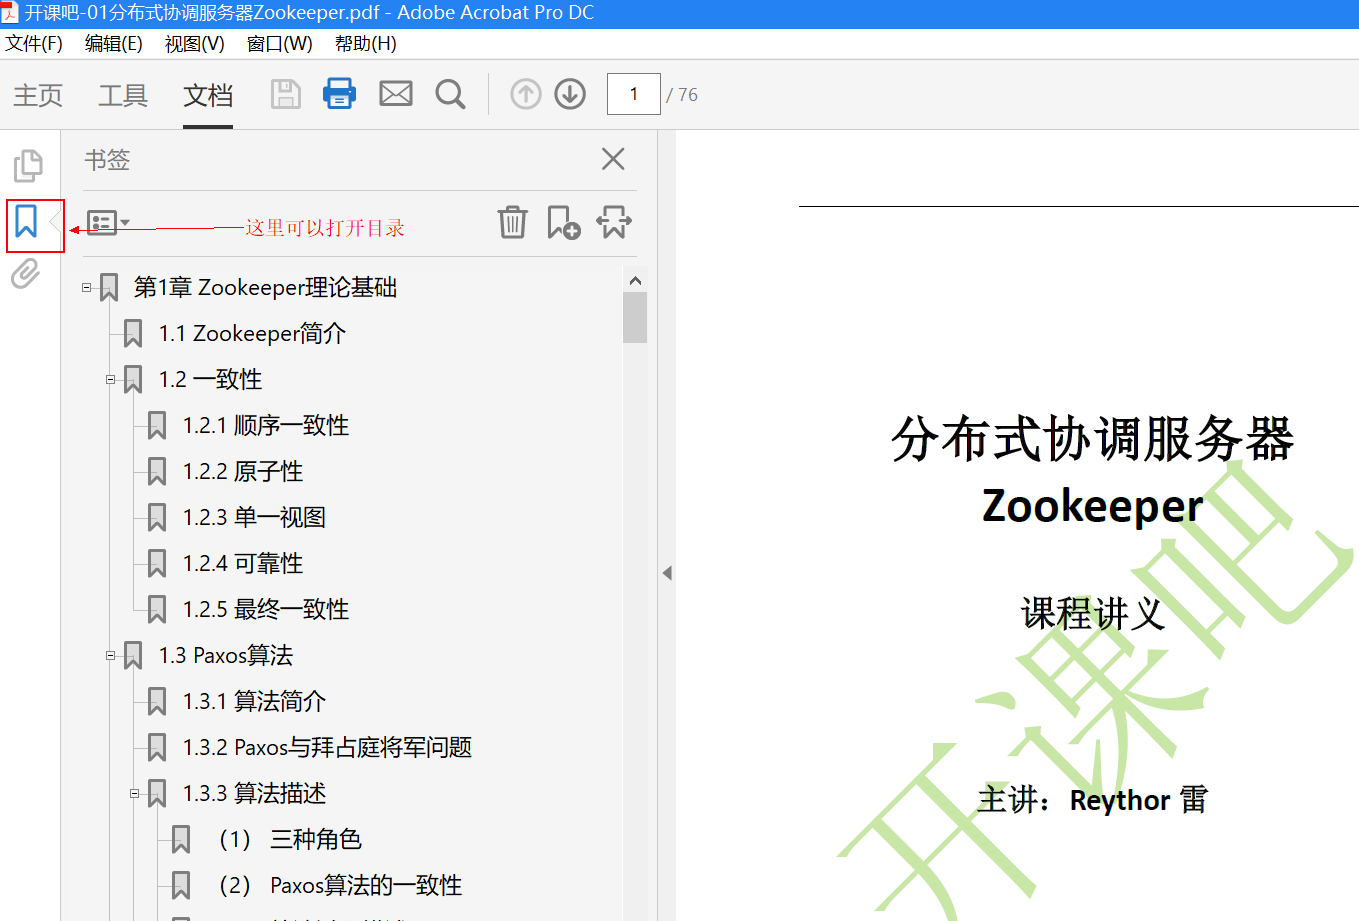 开课吧-01分布式协调服务器Zookeeper.pdf - Adobe Acrobat Pro DC
文件(F) 编辑(E) 视图(V) 窗口(W) 帮助(H)
主页 工具 文档 1 / 76
书签
这里可以打开目录
第1章 Zookeeper理论基础
1.1 Zookeeper简介
1.2 一致性
1.2.1 顺序一致性
1.2.2 原子性
1.2.3 单一视图
1.2.4 可靠性
1.2.5 最终一致性
1.3 Paxos算法
1.3.1 算法简介
1.3.2 Paxos与拜占庭将军问题
1.3.3 算法描述
（1） 三种角色
（2） Paxos算法的一致性
分布式协调服务器
Zookeeper
课程讲义
主讲：Reythor 雷
开课吧